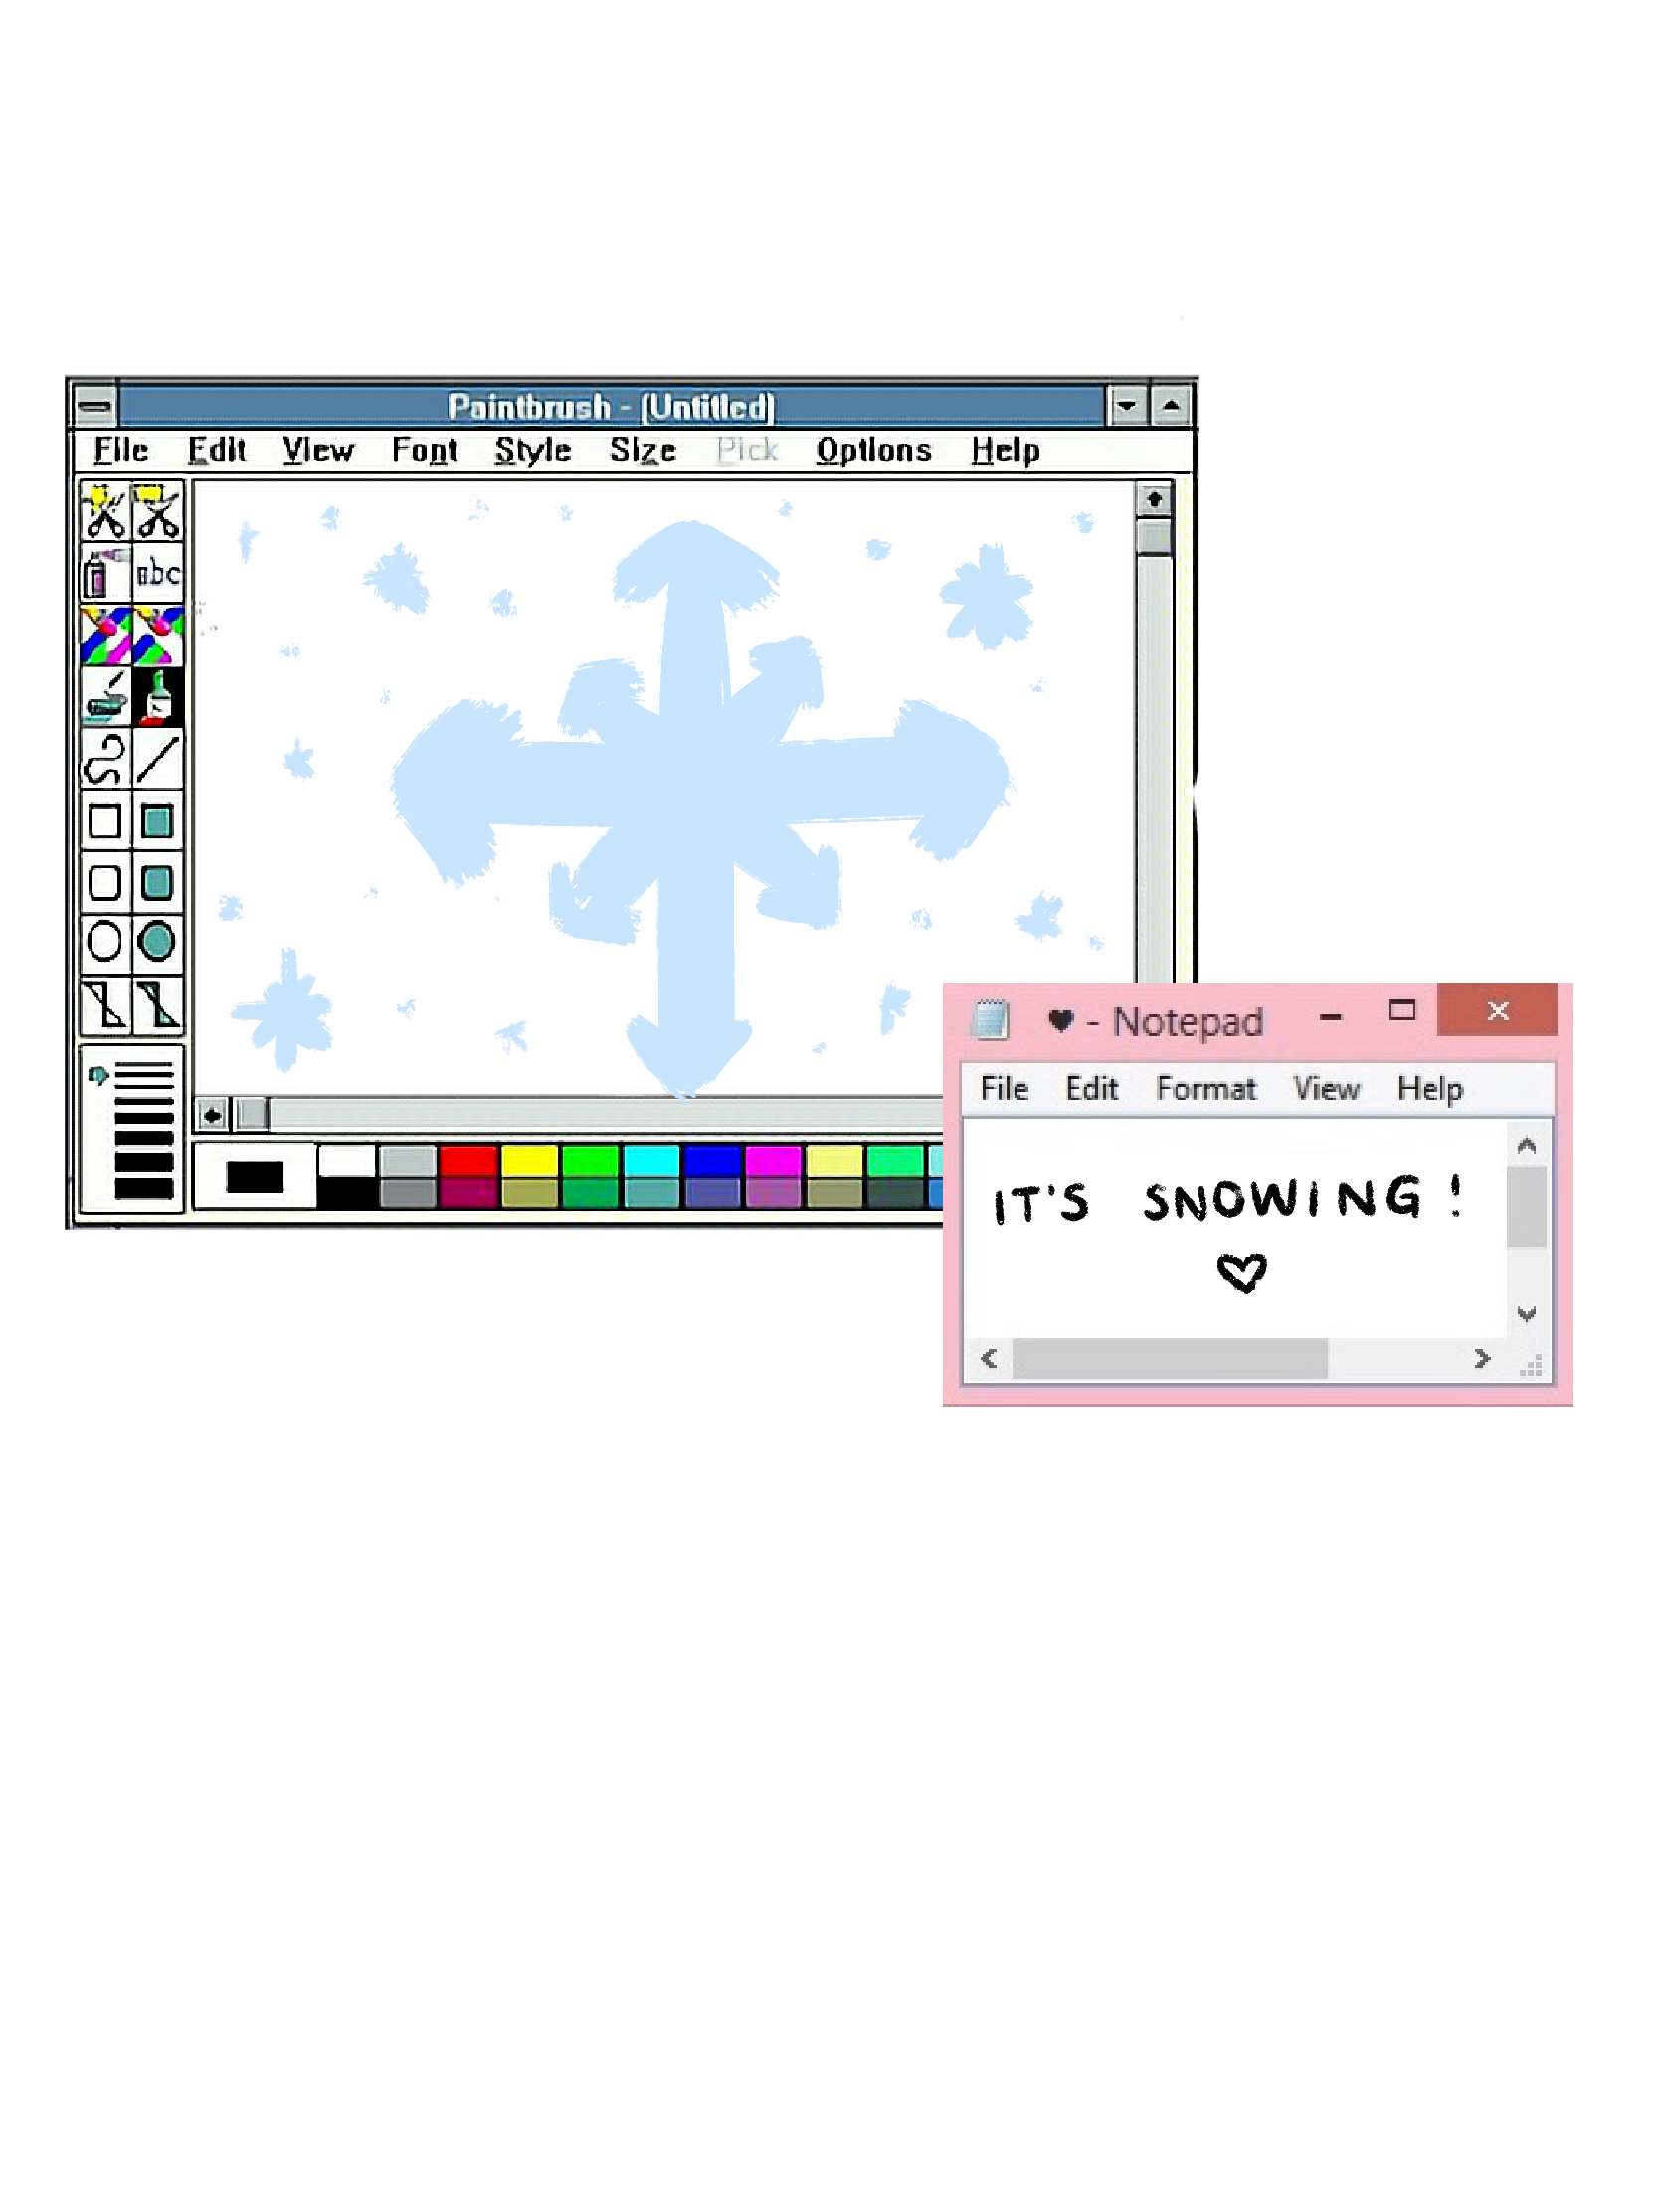 Paintbrush - (Untitled)
File Edit View Font Style Size Pick Options Help
abc
♥ - Notepad
File Edit Format View Help
IT'S SNOWING!
♡